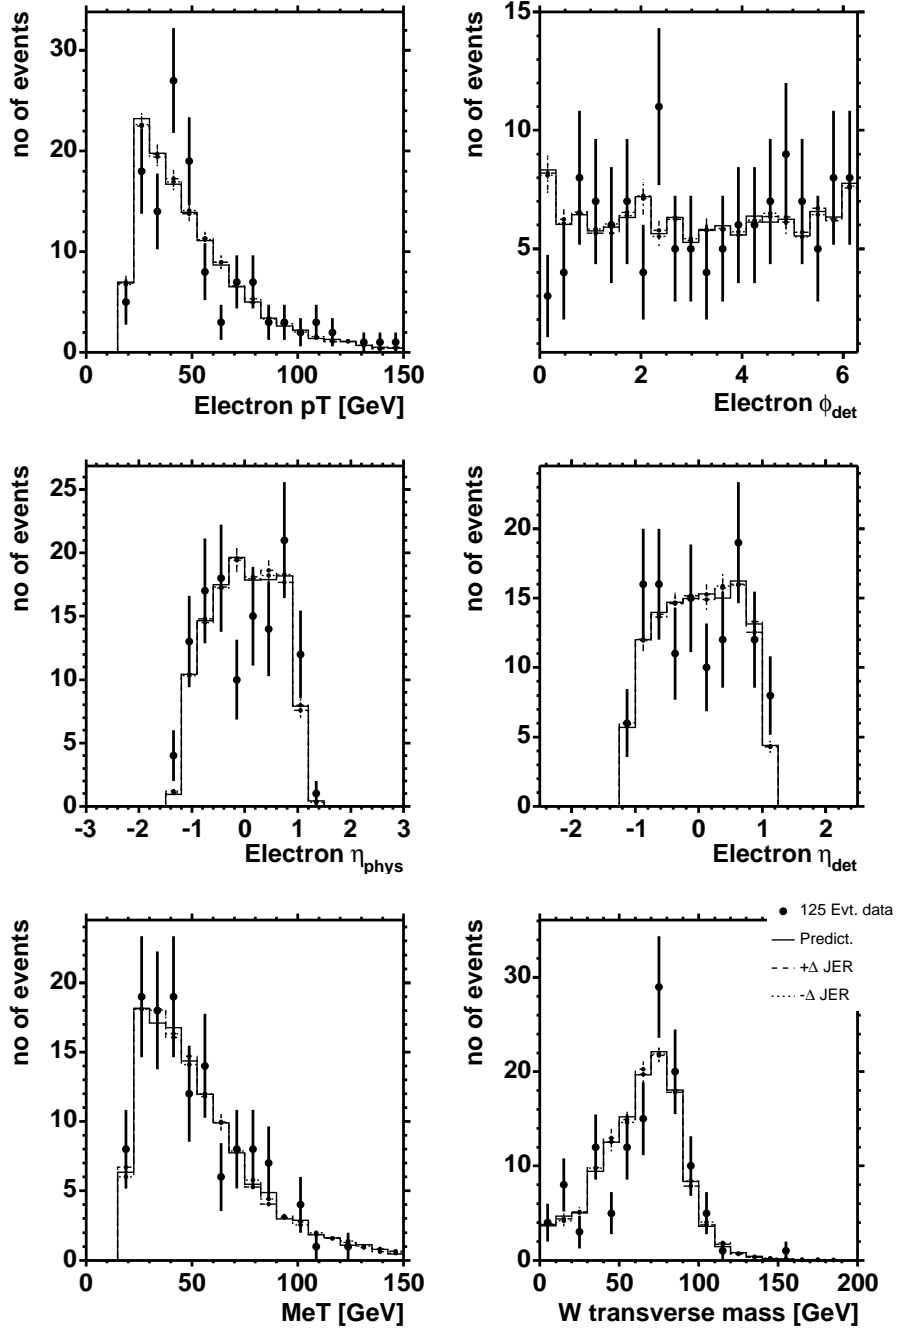 no of events
30
20
10
0
0 50 100 150
Electron pT [GeV]
no of events
15
10
5
0
0 2 4 6
Electron ϕdet
no of events
25
20
15
10
5
0
-3 -2 -1 0 1 2 3
Electron ηphys
no of events
20
15
10
5
0
-2 -1 0 1 2
Electron ηdet
no of events
20
15
10
5
0
0 50 100 150
MeT [GeV]
no of events
30
20
10
0
0 50 100 150 200
W transverse mass [GeV]
125 Evt. data
Predict.
+Δ JER
-Δ JER